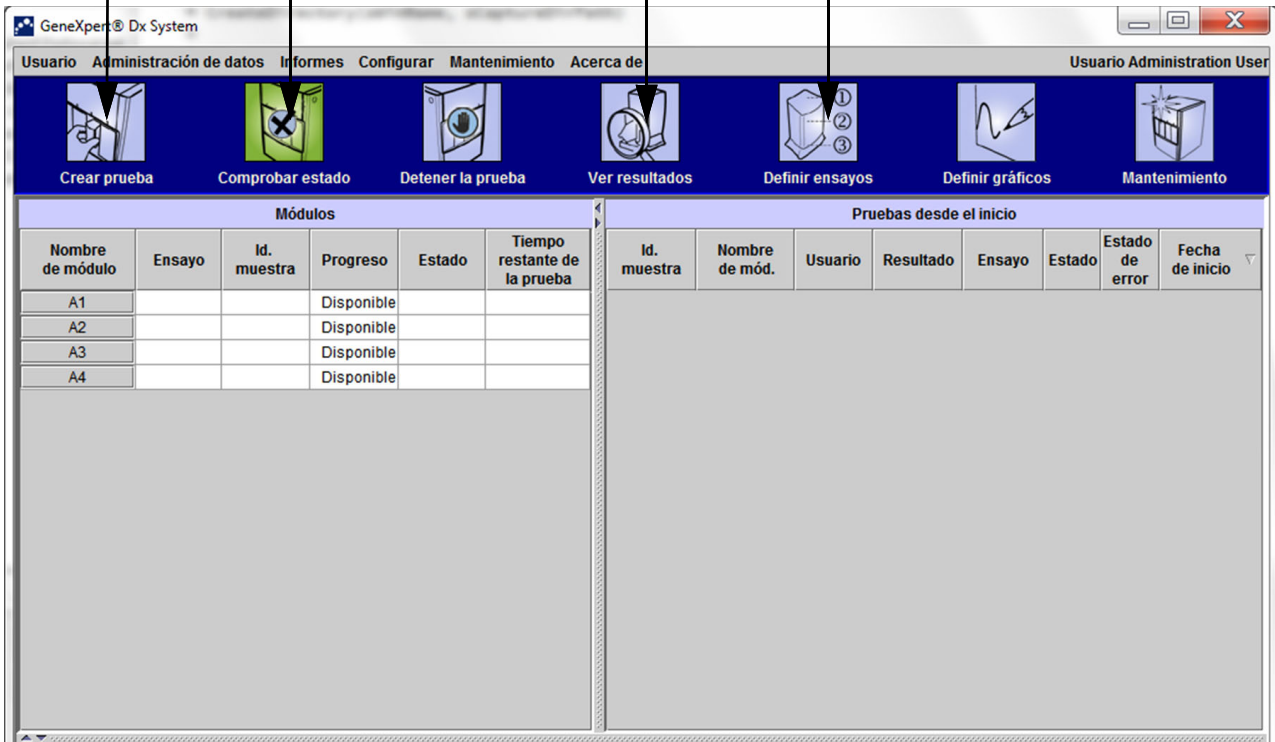 GeneXpert® Dx System
Usuario Administración de datos Informes Configurar Mantenimiento Acerca de Usuario Administration User
Crear prueba Comprobar estado Detener la prueba Ver resultados Definir ensayos Definir gráficos Mantenimiento
1
2
3
Módulos
Nombre
de módulo
Ensayo
Id.
muestra
Progreso
Estado
Tiempo
restante de
la prueba
A1 Disponible
A2 Disponible
A3 Disponible
A4 Disponible
Pruebas desde el inicio
Id.
muestra
Nombre
de mód.
Usuario
Resultado
Ensayo
Estado
Estado
de
error
Fecha
de inicio